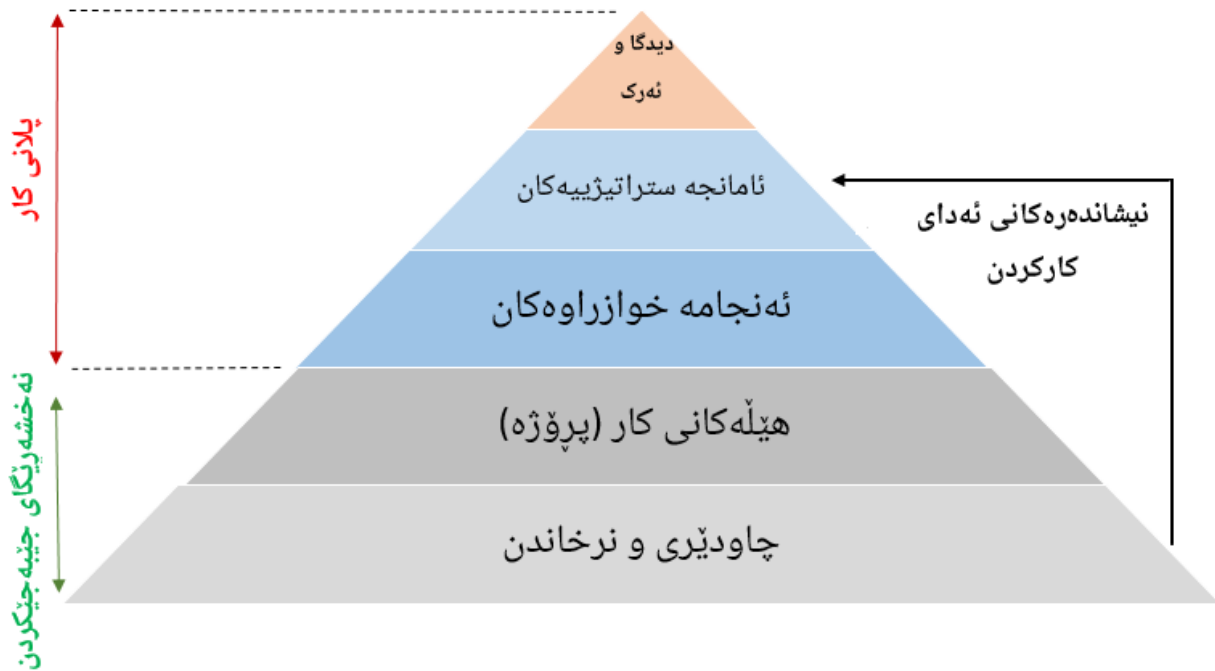 دیدگا و
ئەرک
ئامانجە ستراتیژییەکان
ئەنجامە خوازراوەکان
هێڵەکانی کار (پڕۆژە)
چاودێری و نرخاندن
نیشاندەرەکانی ئەدای
کارکردن
پلانی کار
نەخشەڕێگای جێبەجێکردن